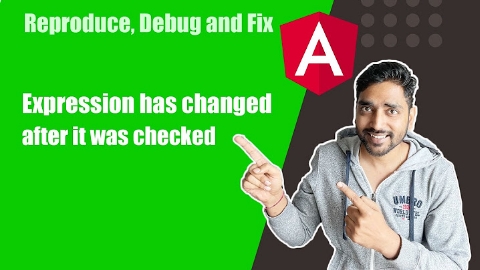 Reproduce, Debug and Fix
A
Expression has changed
after it was checked
UMBRO